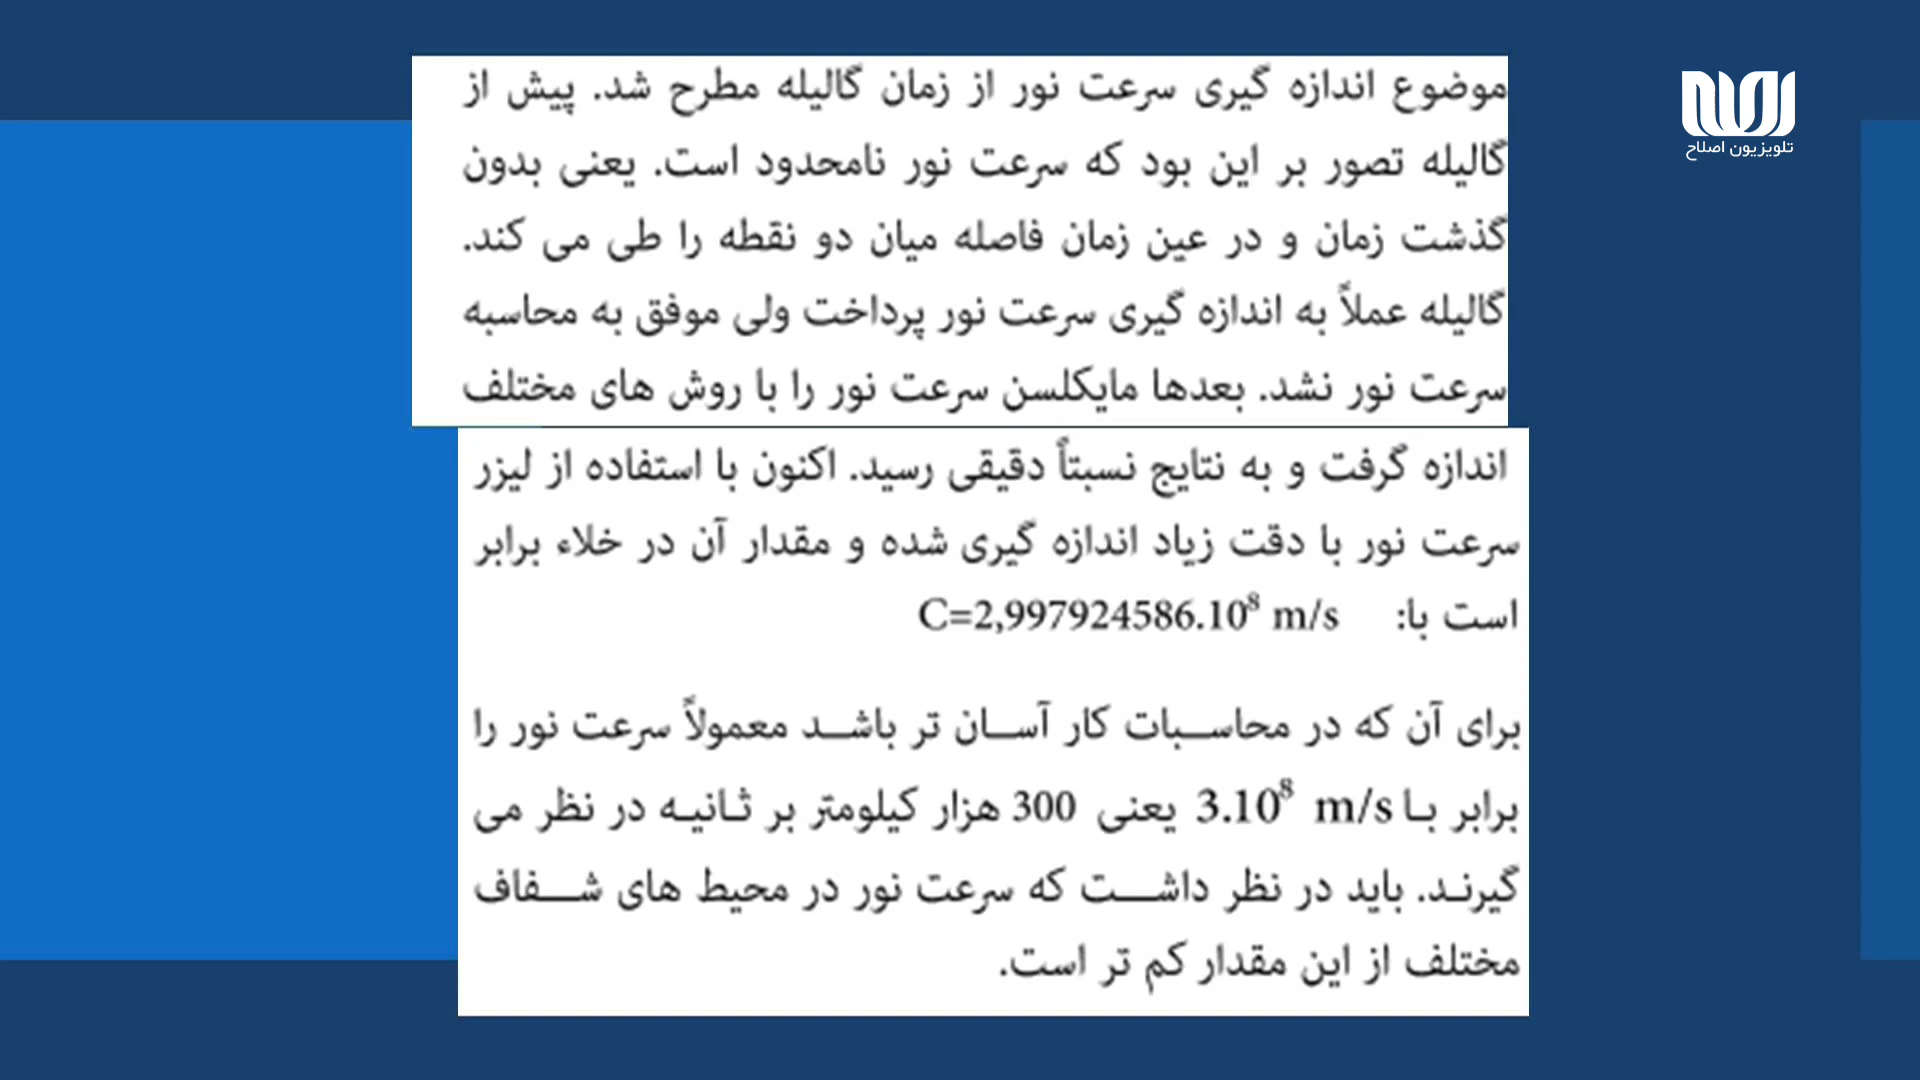 موضوع اندازه گیری سرعت نور از زمان گالیله مطرح شد. پیش از
گالیله تصور بر این بود که سرعت نور نامحدود است. یعنی بدون
گذشت زمان و در عین زمان فاصله میان دو نقطه را طی می کند.
گالیله عملاً به اندازه گیری سرعت نور پرداخت ولی موفق به محاسبه
سرعت نور نشد. بعدها مایکلسن سرعت نور را با روش های مختلف
اندازه گرفت و به نتایج نسبتاً دقیقی رسید. اکنون با استفاده از لیزر
سرعت نور با دقت زیاد اندازه گیری شده و مقدار آن در خلاء برابر
است با: C=2,997924586.10⁸ m/s
برای آن که در محاسبات کار آسان تر باشد معمولاً سرعت نور را
برابر با 3.10⁸ m/s یعنی 300 هزار کیلومتر بر ثانیه در نظر می
گیرند. باید در نظر داشت که سرعت نور در محیط های شفاف
مختلف از این مقدار کم تر است.
تلویزیون اصلاح